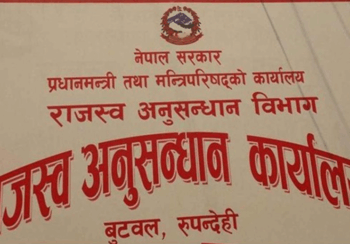 नेपाल सरकार
प्रधानमन्त्री तथा मन्त्रिपरिषद्को कार्यालय
राजस्व अनुसन्धान विभाग
ाजस्व अनुसन्धान कार्याल
बुटवल, रुपन्देही